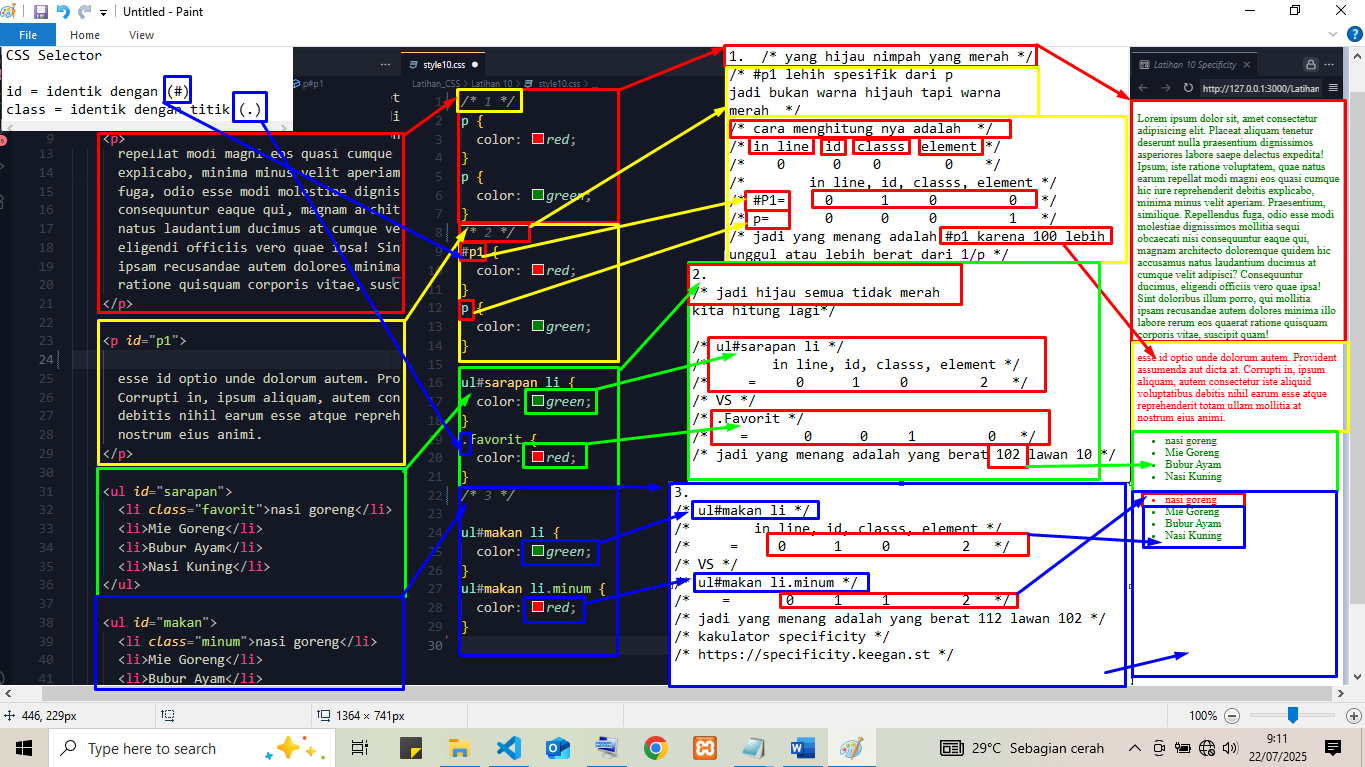 Untitled - Paint
File
Home
View
CSS Selector
id = identik dengan (#)
class = identik dengan titik (.)
p#p1
9 <p>
13 repellat modi magni eos quasi cumque
14 explicabo, minima minus velit aperiam
15 fuga, odio esse modi molestiae dignis
16 consequuntur eaque qui, magnam archit
17 natus laudantium ducimus at cumque ve
18 eligendi officiis vero quae ipsa! Sin
19 ipsam recusandae autem dolores minima
20 ratione quisquam corporis vitae, susc
21 </p>
22
23 <p id="p1">
24
25 esse id optio unde dolorum autem. Pro
26 Corrupti in, ipsum aliquam, autem con
27 debitis nihil earum esse atque repreh
28 nostrum eius animi.
29 </p>
30
31 <ul id="sarapan">
32 <li class="favorit">nasi goreng</li>
33 <li>Mie Goreng</li>
34 <li>Bubur Ayam</li>
35 <li>Nasi Kuning</li>
36 </ul>
37
38 <ul id="makan">
39 <li class="minum">nasi goreng</li>
40 <li>Mie Goreng</li>
41 <li>Bubur Ayam</li>
style10.css
Latihan_CSS > Latihan 10 > style10.css > ...
1 /* 1 */
2 p {
3 color: red;
4 }
5 p {
6 color: green;
7 }
8 /* 2 */
9 #p1 {
10 color: red;
11 }
12 p {
13 color: green;
14 }
15
16 ul#sarapan li {
17 color: green;
18 }
19 .favorit {
20 color: red;
21 }
22 /* 3 */
23
24 ul#makan li {
25 color: green;
26 }
27 ul#makan li.minum {
28 color: red;
29 }
30
1. /* yang hijau nimpah yang merah */
/* #p1 lehih spesifik dari p
jadi bukan warna hijauh tapi warna
merah */
/* cara menghitung nya adalah */
/* in line id classs element */
/* 0 0 0 0 */
/* in line, id, classs, element */
/* #P1= 0 1 0 0 */
/* p= 0 0 0 1 */
/* jadi yang menang adalah #p1 karena 100 lebih
unggul atau lebih berat dari 1/p */
2.
/* jadi hijau semua tidak merah
kita hitung lagi*/
/* ul#sarapan li */
/* in line, id, classs, element */
/* = 0 1 0 2 */
/* VS */
/* .Favorit */
/* = 0 0 1 0 */
/* jadi yang menang adalah yang berat 102 lawan 10 */
3.
/* ul#makan li */
/* in line, id, classs, element */
/* = 0 1 0 2 */
/* VS */
/* ul#makan li.minum */
/* = 0 1 1 2 */
/* jadi yang menang adalah yang berat 112 lawan 102 */
/* kakulator specificity */
/* https://specificity.keegan.st */
Latihan 10 Specificity
http://127.0.0.1:3000/Latihan
Lorem ipsum dolor sit, amet consectetur
adipisicing elit. Placeat aliquam tenetur
deserunt nulla praesentium dignissimos
asperiores labore saepe delectus expedita!
Ipsum, iste ratione voluptatem, quae natus
earum repellat modi magni eos quasi cumque
hic iure reprehenderit debitis explicabo,
minima minus velit aperiam. Praesentium,
similique. Repellendus fuga, odio esse modi
molestiae dignissimos mollitia sequi
obcaecati nisi consequuntur eaque qui,
magnam architecto doloremque quidem hic
accusamus natus laudantium ducimus at
cumque velit adipisci? Consequuntur
ducimus, eligendi officiis vero quae ipsa!
Sint doloribus illum porro, qui mollitia
ipsam recusandae autem dolores minima illo
labore rerum eos quaerat ratione quisquam
corporis vitae, suscipit quam!
esse id optio unde dolorum autem. Provident
assumenda aut dicta at. Corrupti in, ipsum
aliquam, autem consectetur iste aliquid
voluptatibus debitis nihil earum esse atque
reprehenderit totam ullam mollitia at
nostrum eius animi.
nasi goreng
Mie Goreng
Bubur Ayam
Nasi Kuning
nasi goreng
Mie Goreng
Bubur Ayam
Nasi Kuning
446, 229px
1364 × 741px
100%
Type here to search
29°C Sebagian cerah
9:11
22/07/2025